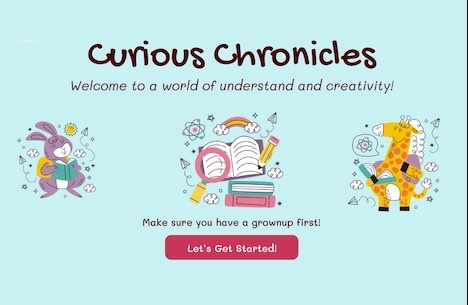 Curious Chronicles
Welcome to a world of understand and creativity!
Make sure you have a grownup first!
Let's Get Started!